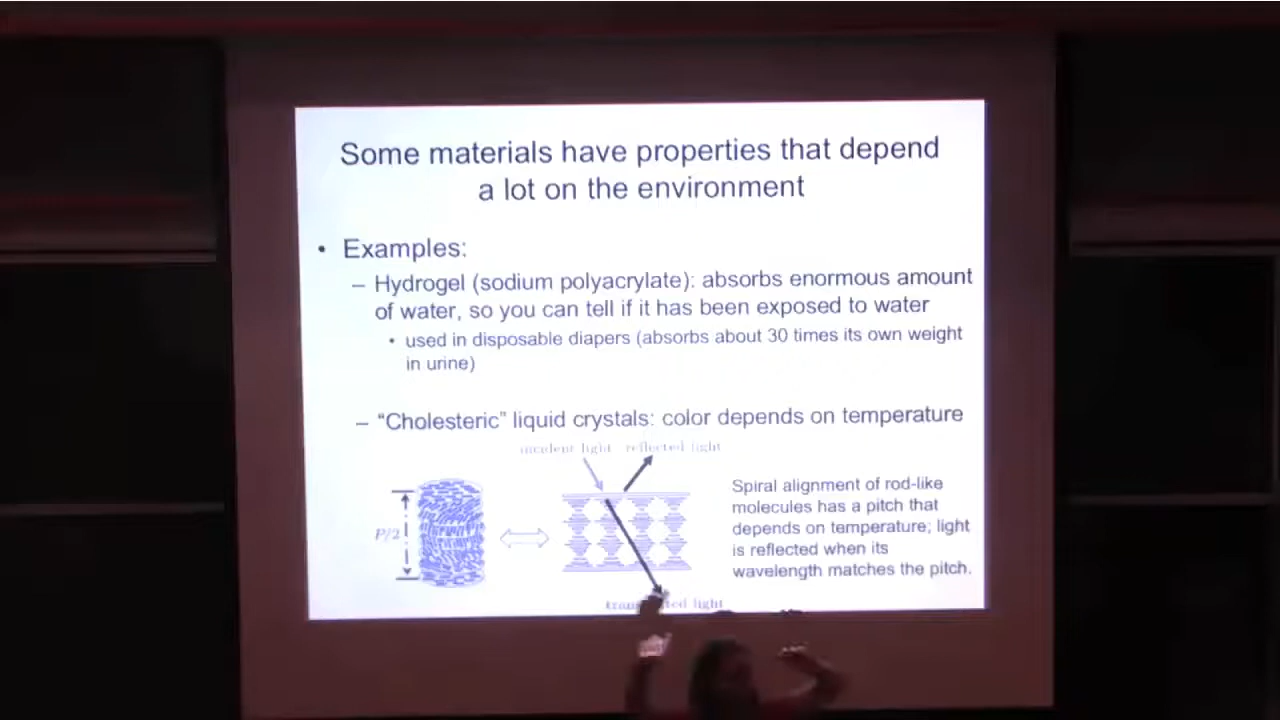 Some materials have properties that depend
a lot on the environment
• Examples:
– Hydrogel (sodium polyacrylate): absorbs enormous amount
of water, so you can tell if it has been exposed to water
• used in disposable diapers (absorbs about 30 times its own weight
in urine)
– “Cholesteric” liquid crystals: color depends on temperature
incident light reflected light
P/2
Spiral alignment of rod-like
molecules has a pitch that
depends on temperature; light
is reflected when its
wavelength matches the pitch.
light